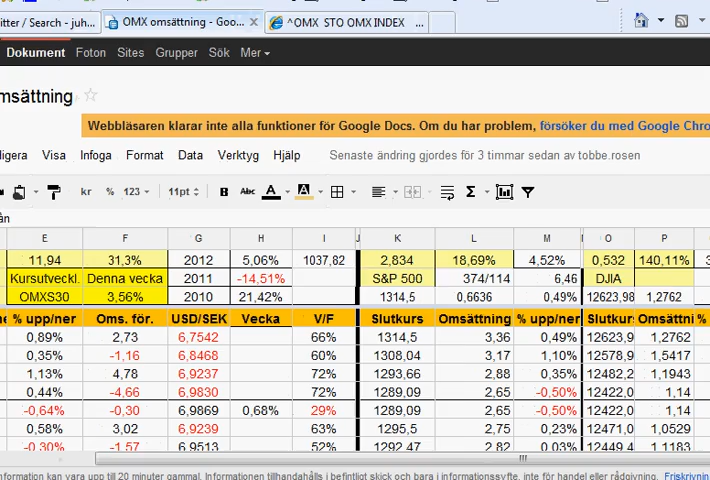 itter / Search - juh... OMX omsättning - Goo... ^OMX STO OMX INDEX ...
Dokument Foton Sites Grupper Sök Mer
msättning
Webbläsaren klarar inte alla funktioner för Google Docs. Om du har problem, försöker du med Google Chro
ligera Visa Infoga Format Data Verktyg Hjälp Senaste ändring gjordes för 3 timmar sedan av tobbe.rosen
kr % 123 11pt B Abc A A Σ
ån
E F G H I J K L M O P
11,94 31,3% 2012 5,06% 1037,82 2,834 18,69% 4,52% 0,532 140,11% 3
Kursutveckl. Denna vecka 2011 -14,51% S&P 500 374/114 6,46 DJIA
OMXS30 3,56% 2010 21,42% 1314,5 0,6636 0,49% 12623,98 1,2762
% upp/ner Oms. för. USD/SEK Vecka V/F Slutkurs Omsättning % upp/ner Slutkurs Omsättni %
0,89% 2,73 6,7542 66% 1314,5 3,36 0,49% 12623,9 1,2762
0,35% -1,16 6,8468 60% 1308,04 3,17 1,10% 12578,9 1,5417
1,13% 4,78 6,9237 72% 1293,66 2,88 0,35% 12482,2 1,1943
0,44% -4,66 6,9830 72% 1289,09 2,65 -0,50% 12422,0 1,14
-0,64% -0,30 6,9869 0,68% 29% 1289,09 2,65 -0,50% 12422,0 1,14
0,58% 3,02 6,9239 63% 1295,5 2,75 0,23% 12471,0 1,0529
-0,30% -1,57 6,9513 52% 1292,47 2,82 0,03% 12449,4 1,1183
nformation kan vara upp till 20 minuter gammal. Informationen tillhandahålls i befintligt skick och bara i informationssyfte, inte för handel eller rådgivning. Friskrivnin